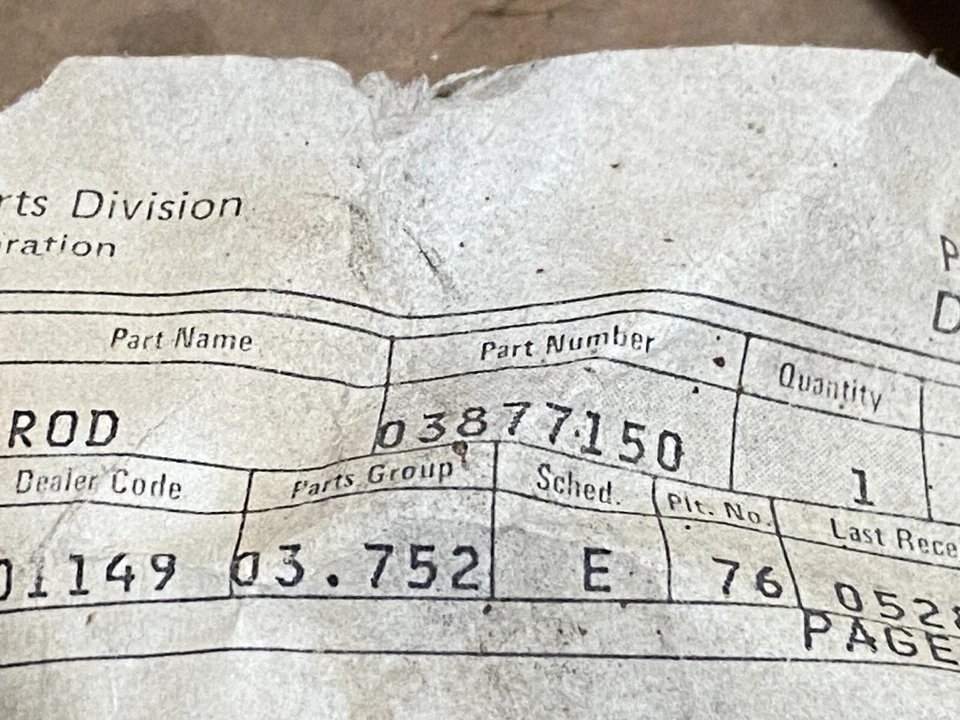 rts Division
ration
P
D
Part Name Part Number Quantity
ROD 03877150 1
Dealer Code Parts Group Sched. Plt. No. Last Rece
01149 03.752 E 76 0528
PAGE